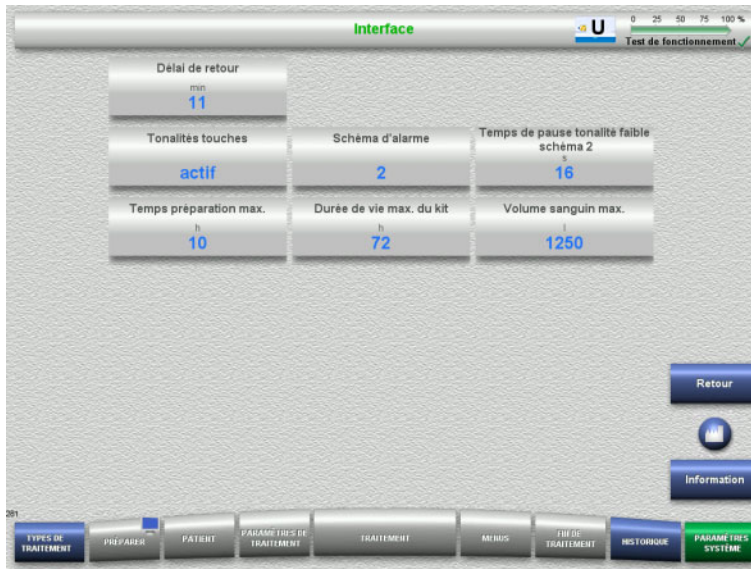 Interface
U
0 25 50 75 100 %
Test de fonctionnement
Délai de retour
min
11
Tonalités touches
actif
Schéma d'alarme
2
Temps de pause tonalité faible
schéma 2
s
16
Temps préparation max.
h
10
Durée de vie max. du kit
h
72
Volume sanguin max.
l
1250
Retour
Information
281
TYPES DE
TRAITEMENT
PRÉPARER
PATIENT
PARAMÈTRES DE
TRAITEMENT
TRAITEMENT
MENUS
FIN DE
TRAITEMENT
HISTORIQUE
PARAMÈTRES
SYSTÈME